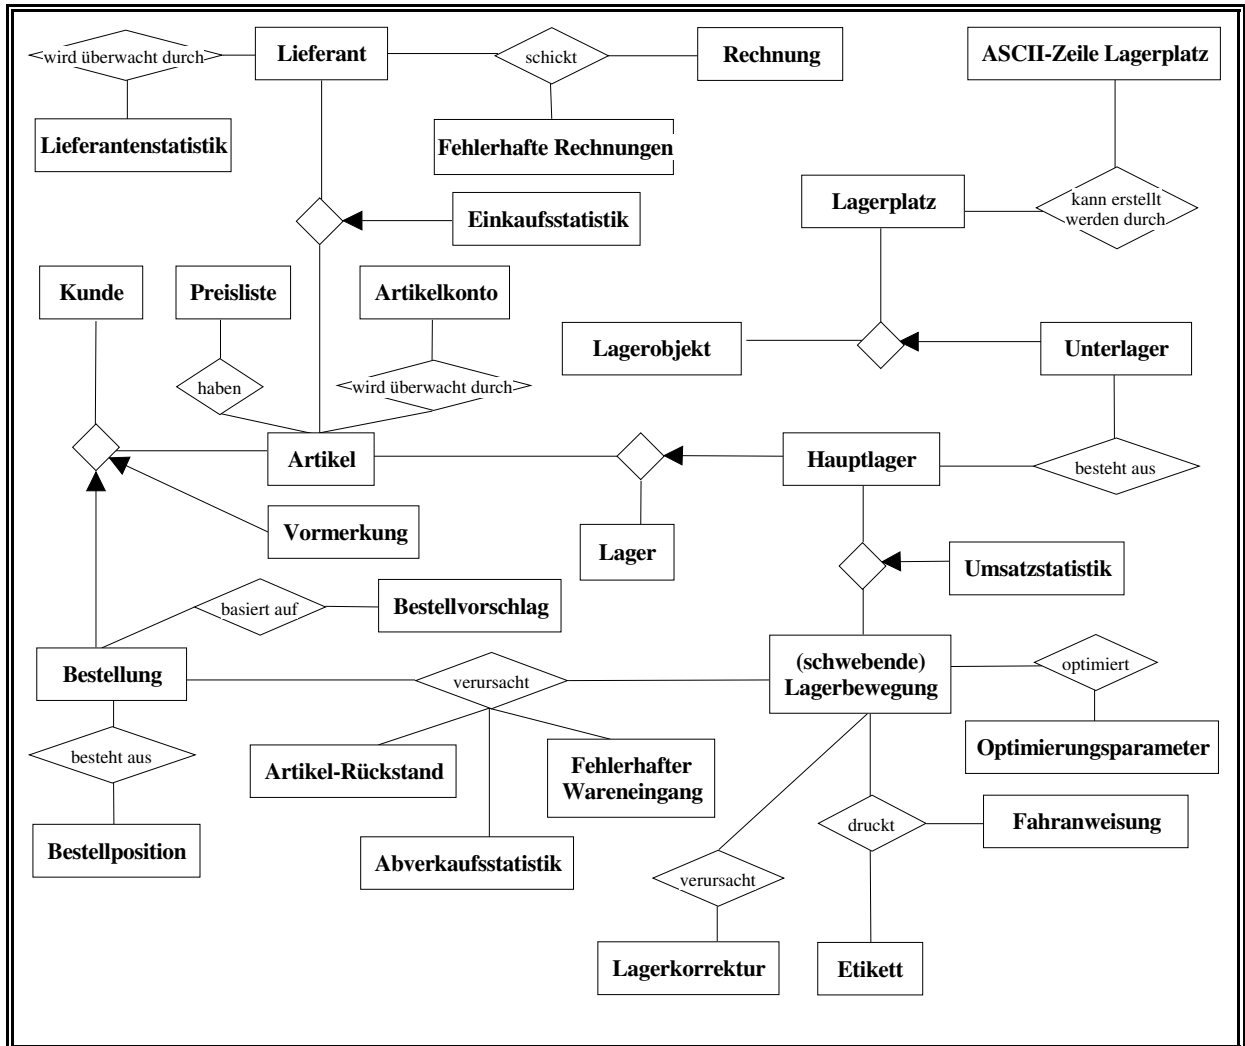 wird überwacht durch
Lieferant
schickt
Rechnung
ASCII-Zeile Lagerplatz
Lieferantenstatistik
Fehlerhafte Rechnungen
Lagerplatz
kann erstellt
werden durch
Einkaufsstatistik
Kunde
Preisliste
Artikelkonto
Lagerobjekt
Unterlager
haben
wird überwacht durch
Artikel
Hauptlager
besteht aus
Vormerkung
Lager
Umsatzstatistik
basiert auf
Bestellvorschlag
Bestellung
verursacht
(schwebende)
Lagerbewegung
optimiert
besteht aus
Artikel-Rückstand
Fehlerhafter
Wareneingang
Optimierungsparameter
Bestellposition
Abverkaufsstatistik
druckt
Fahranweisung
verursacht
Lagerkorrektur
Etikett